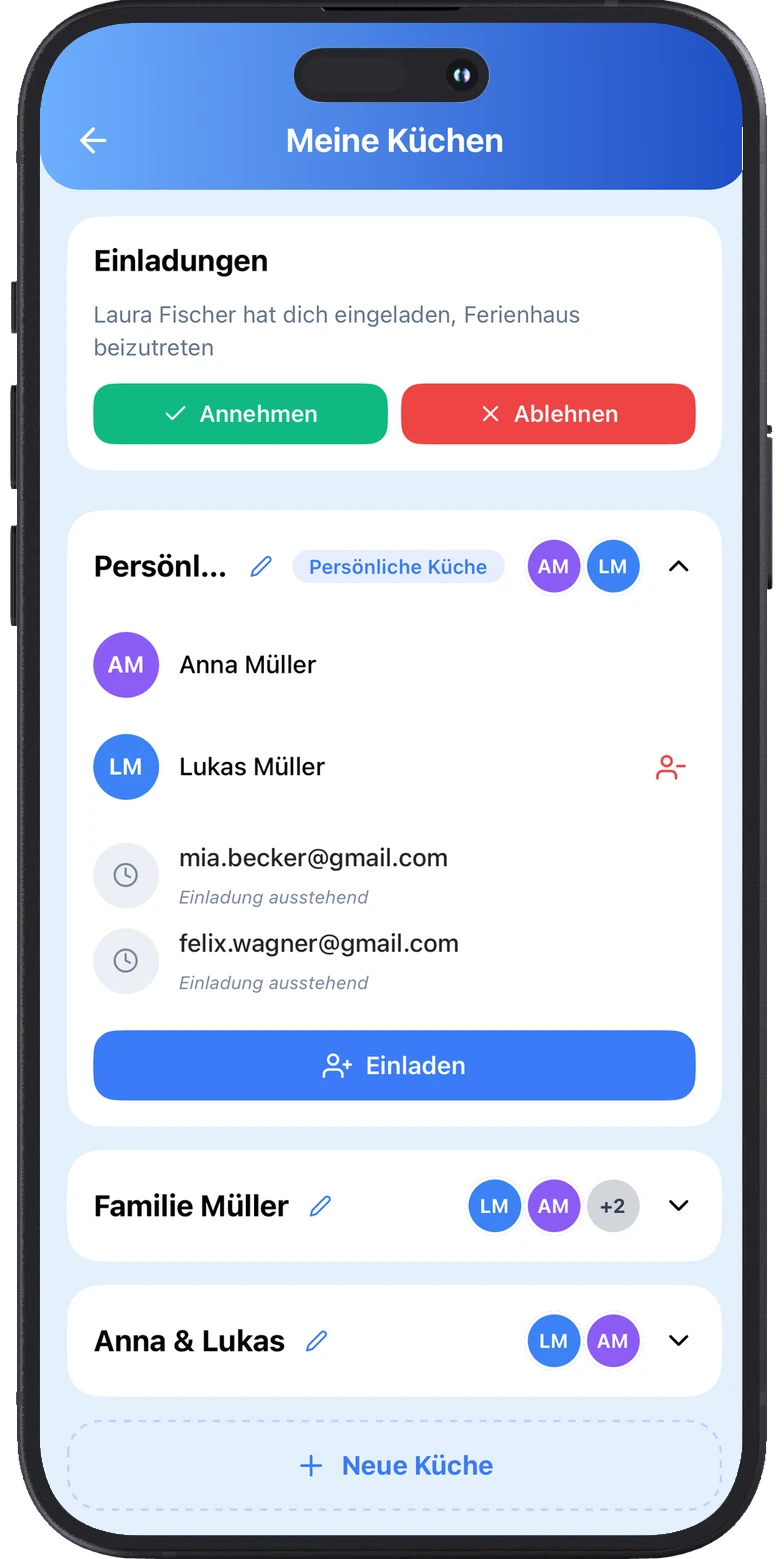 Meine Küchen
Einladungen
Laura Fischer hat dich eingeladen, Ferienhaus
beizutreten
Annehmen
Ablehnen
Persönl...
Persönliche Küche
AM
LM
AM
Anna Müller
LM
Lukas Müller
mia.becker@gmail.com
Einladung ausstehend
felix.wagner@gmail.com
Einladung ausstehend
Einladen
Familie Müller
LM
AM
+2
Anna & Lukas
LM
AM
Neue Küche